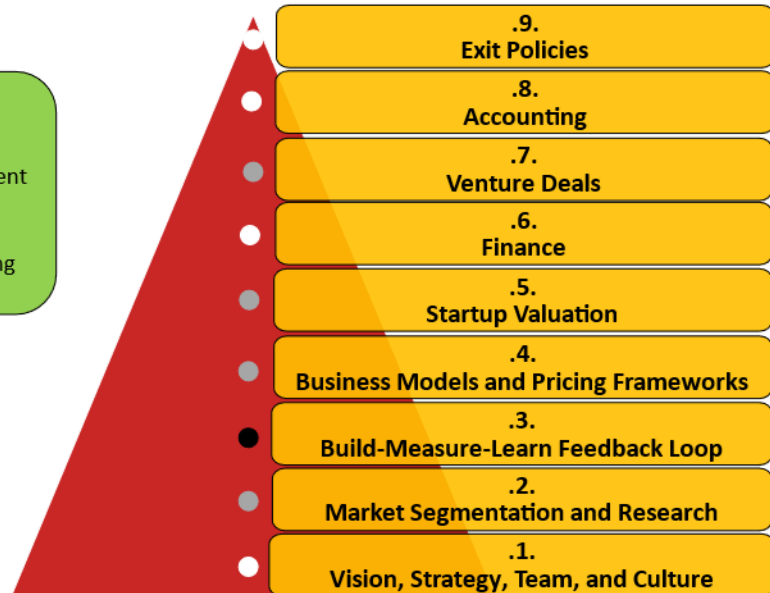 .9.
Exit Policies
.8.
Accounting
.7.
Venture Deals
.6.
Finance
.5.
Startup Valuation
.4.
Business Models and Pricing Frameworks
.3.
Build-Measure-Learn Feedback Loop
.2.
Market Segmentation and Research
.1.
Vision, Strategy, Team, and Culture